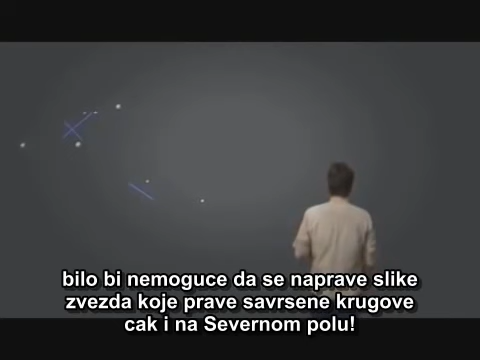 bilo bi nemoguce da se naprave slike
zvezda koje prave savrsene krugove
cak i na Severnom polu!